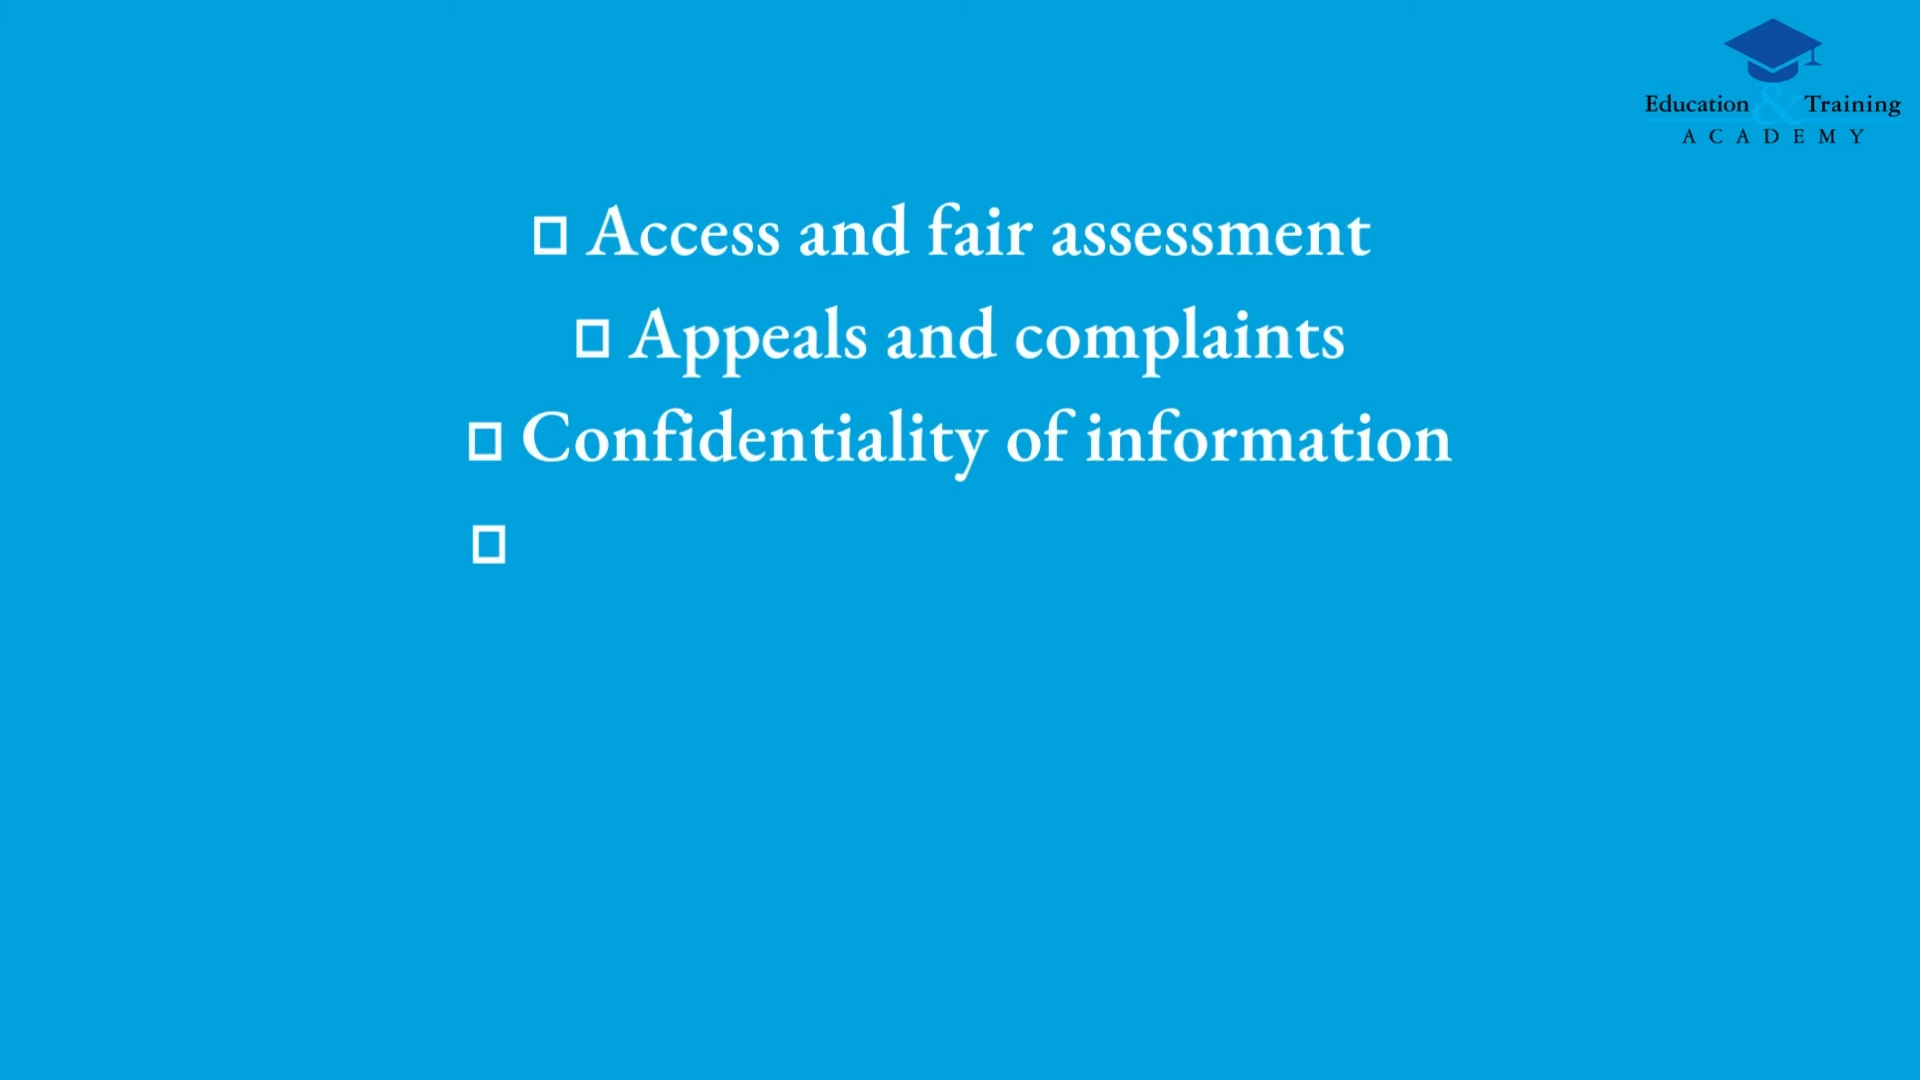 Education & Training
ACADEMY
□ Access and fair assessment
□ Appeals and complaints
□ Confidentiality of information
□